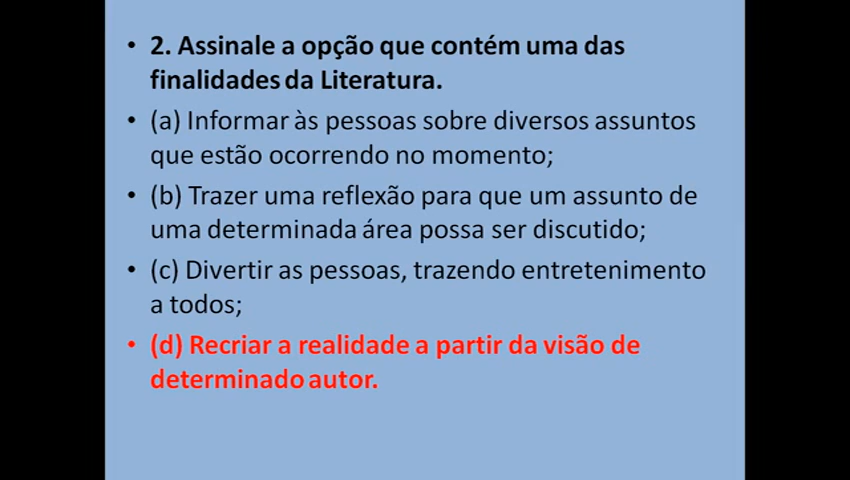 • 2. Assinale a opção que contém uma das
finalidades da Literatura.
• (a) Informar às pessoas sobre diversos assuntos
que estão ocorrendo no momento;
• (b) Trazer uma reflexão para que um assunto de
uma determinada área possa ser discutido;
• (c) Divertir as pessoas, trazendo entretenimento
a todos;
• (d) Recriar a realidade a partir da visão de
determinado autor.